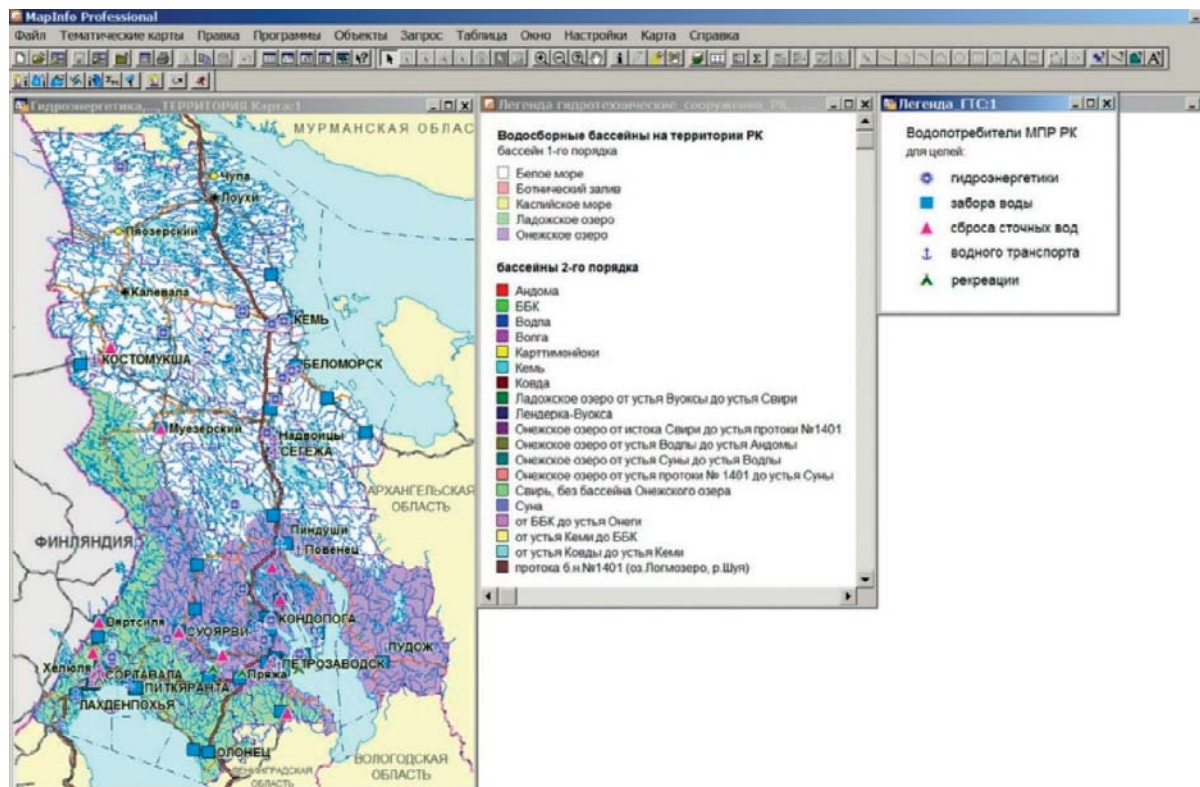 MapInfo Professional
Файл Тематические карты Правка Программы Объекты Запрос Таблица Окно Настройки Карта Справка
Гидроэнергетика,...,ТЕРРИТОРИЯ Карта:1
МУРМАНСКАЯ ОБЛАС
Чупа
Лоухи
Пяозерский
Калевала
КЕМЬ
КОСТОМУКША
БЕЛОМОРСК
Муезерский
Надвоицы
СЕГЕЖА
АРХАНГЕЛЬСКАЯ
ОБЛАСТЬ
ФИНЛЯНДИЯ
Пиндуши
Повенец
Вяртсиля
СУОЯРВИ
КОНДОПОГА
ПУДОЖ
Хелюля
СОРТАВАЛА
Пряжа
ПЕТРОЗАВОДСК
ПИТКЯРАНТА
ЛАХДЕНПОХЬЯ
ОЛОНЕЦ
ЛЕНИНГРАДСКАЯ
ОБЛАСТЬ
ВОЛОГОДСКАЯ
ОБЛАСТЬ
Легенда гидротехнические_сооружения_РК...
Водосборные бассейны на территории РК
бассейн 1-го порядка
Белое море
Ботнический залив
Каспийское море
Ладожское озеро
Онежское озеро
бассейны 2-го порядка
Андома
ББК
Водла
Волга
Карттимонйоки
Кемь
Ковда
Ладожское озеро от устья Вуоксы до устья Свири
Лендерка-Вуокса
Онежское озеро от истока Свири до устья протоки №1401
Онежское озеро от устья Водлы до устья Андомы
Онежское озеро от устья Суны до устья Водлы
Онежское озеро от устья протоки № 1401 до устья Суны
Свирь, без бассейна Онежского озера
Суна
от ББК до устья Онеги
от устья Кеми до ББК
от устья Ковды до устья Кеми
протока б.н.№1401 (оз.Логмозеро, р.Шуя)
Легенда_ГТС:1
Водопотребители МПР РК
для целей:
гидроэнергетики
забора воды
сброса сточных вод
водного транспорта
рекреации